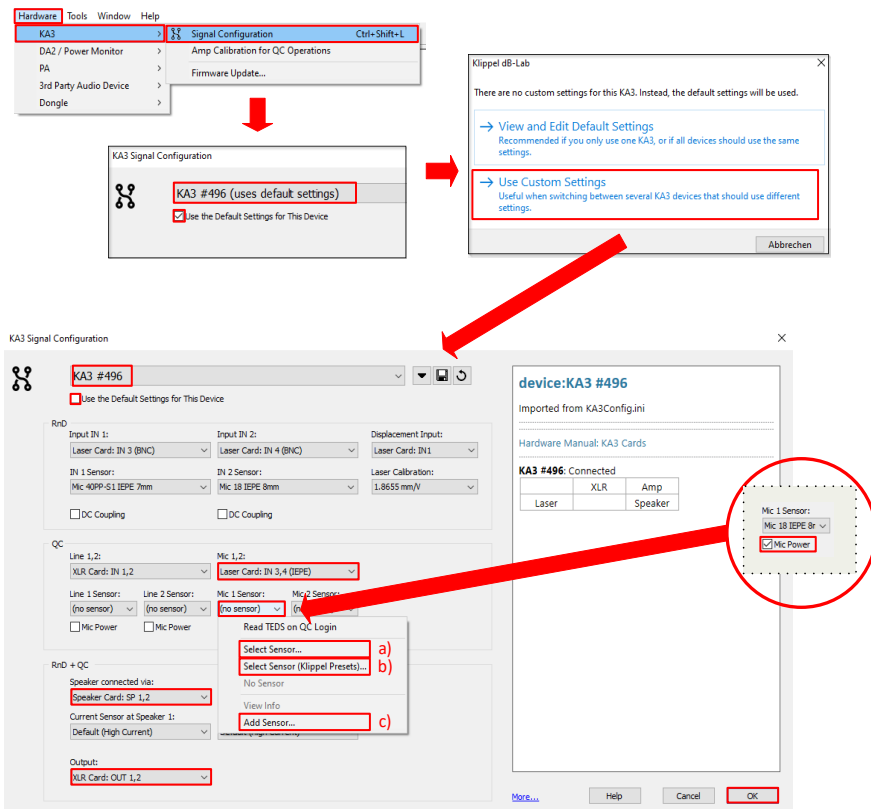 Hardware Tools Window Help
KA3 >
Signal Configuration Ctrl+Shift+L
DA2 / Power Monitor >
Amp Calibration for QC Operations
PA >
3rd Party Audio Device >
Firmware Update...
Dongle >
Klippel dB-Lab
There are no custom settings for this KA3. Instead, the default settings will be used.
→ View and Edit Default Settings
Recommended if you only use one KA3, or if all devices should use the same
settings.
→ Use Custom Settings
Useful when switching between several KA3 devices that should use different
settings.
Abbrechen
KA3 Signal Configuration
KA3 #496 (uses default settings)
Use the Default Settings for This Device
KA3 Signal Configuration
KA3 #496
Use the Default Settings for This Device
RnD
Input IN 1: Input IN 2: Displacement Input:
Laser Card: IN 3 (BNC) Laser Card: IN 4 (BNC) Laser Card: IN1
IN 1 Sensor: IN 2 Sensor: Laser Calibration:
Mic 40PP-S1 IEPE 7mm Mic 18 IEPE 8mm 1.8655 mm/V
DC Coupling DC Coupling
QC
Line 1,2: Mic 1,2:
XLR Card: IN 1,2 Laser Card: IN 3,4 (IEPE)
Line 1 Sensor: Line 2 Sensor: Mic 1 Sensor: Mic 2 Sensor:
(no sensor) (no sensor) (no sensor)
Mic Power Mic Power
Read TEDS on QC Login
Select Sensor... a)
Select Sensor (Klippel Presets)... b)
No Sensor
View Info
Add Sensor... c)
RnD + QC
Speaker connected via:
Speaker Card: SP 1,2
Current Sensor at Speaker 1:
Default (High Current)
Output:
XLR Card: OUT 1,2
device:KA3 #496
Imported from KA3Config.ini
Hardware Manual: KA3 Cards
KA3 #496: Connected
XLR Amp
Laser Speaker
Mic 1 Sensor:
Mic 18 IEPE 8r
Mic Power
More... Help Cancel OK